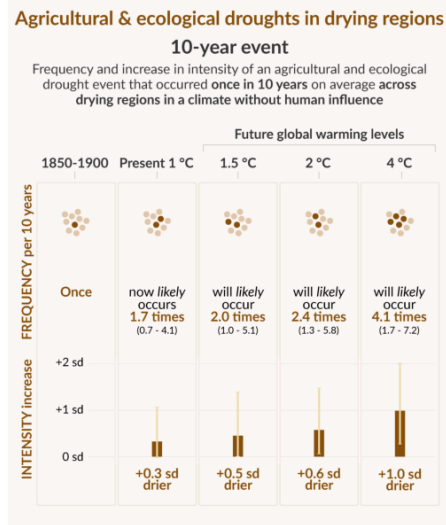 Agricultural & ecological droughts in drying regions
10-year event
Frequency and increase in intensity of an agricultural and ecological
drought event that occurred once in 10 years on average across
drying regions in a climate without human influence
Future global warming levels
1850-1900 Present 1 °C 1.5 °C 2 °C 4 °C
FREQUENCY per 10 years
Once
now likely
occurs
1.7 times
(0.7 - 4.1)
will likely
occur
2.0 times
(1.0 - 5.1)
will likely
occur
2.4 times
(1.3 - 5.8)
will likely
occur
4.1 times
(1.7 - 7.2)
INTENSITY increase
+2 sd
+1 sd
0 sd
+0.3 sd
drier
+0.5 sd
drier
+0.6 sd
drier
+1.0 sd
drier